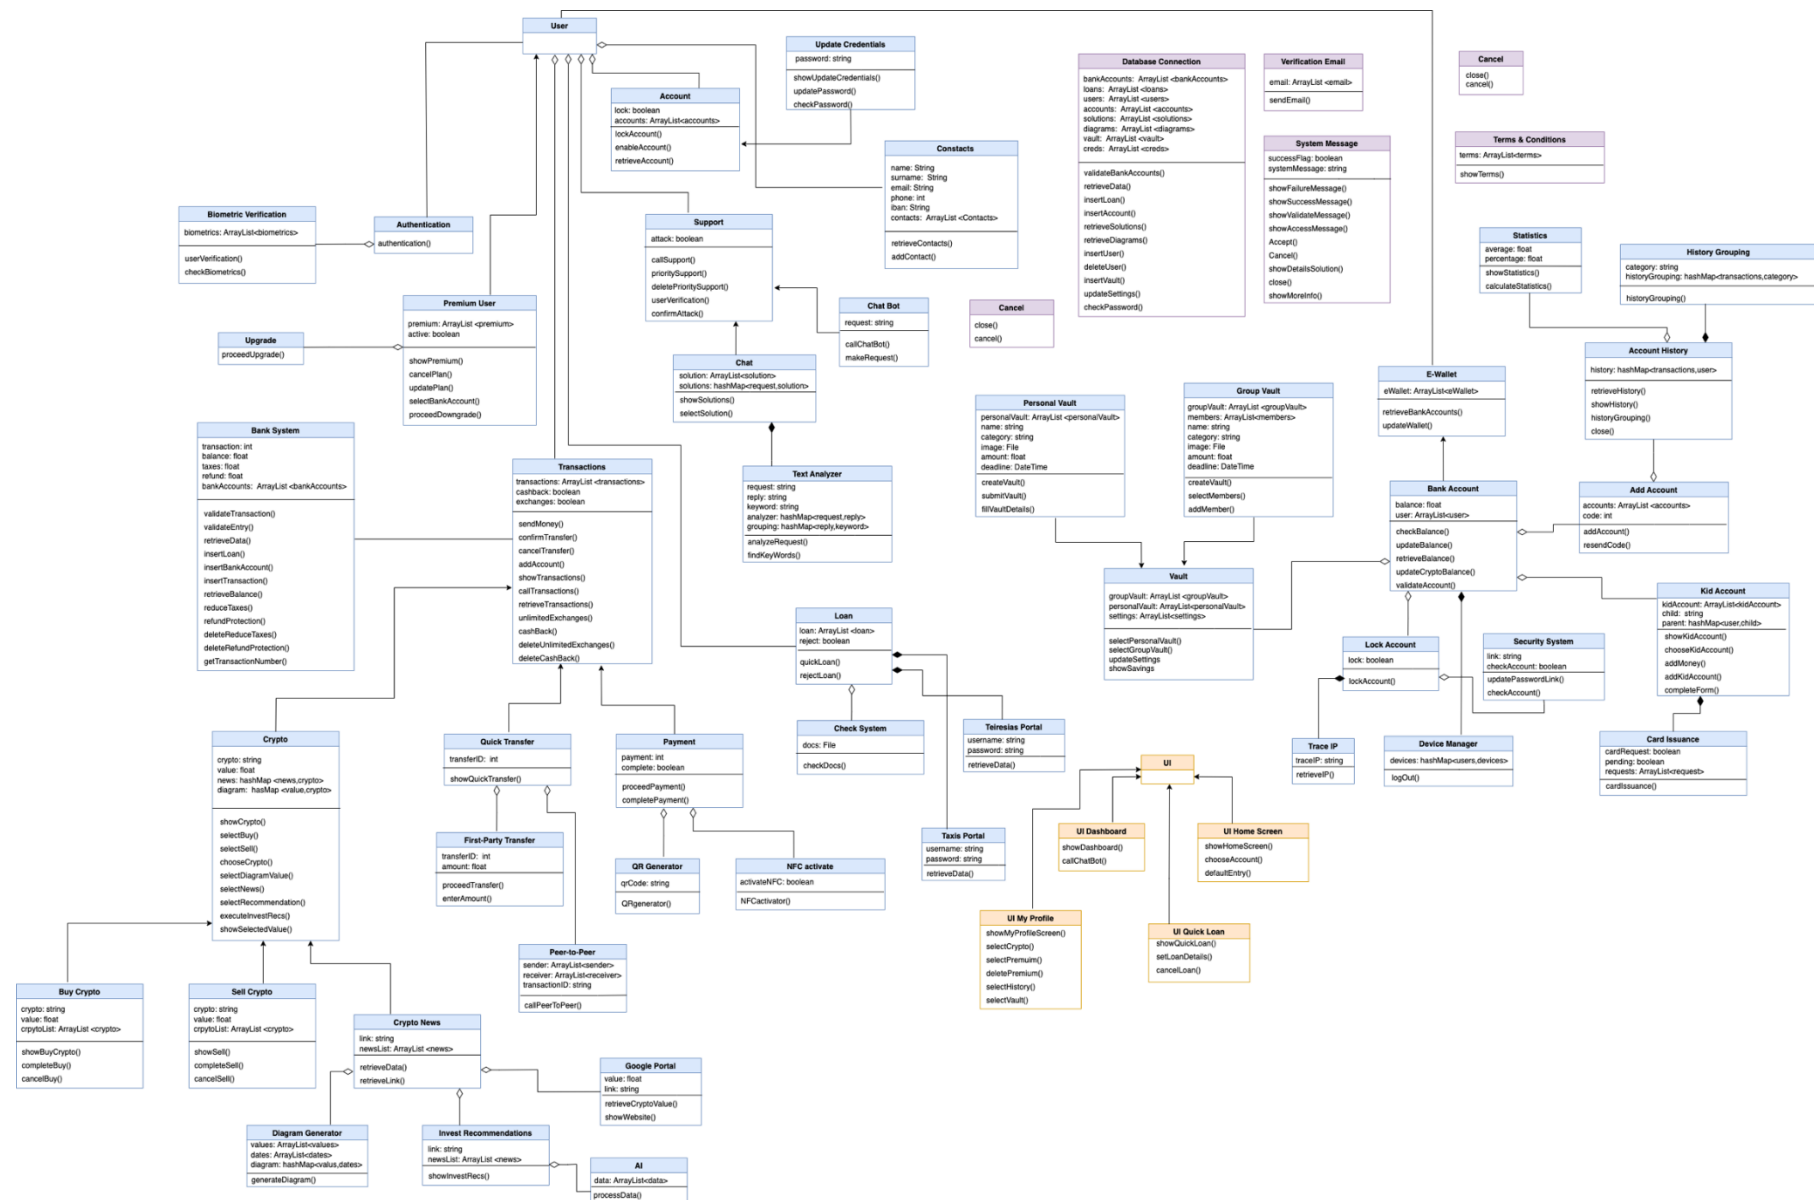 User
Update Credentials
password: string
showUpdateCredentials()
updatePassword()
checkPassword()
Account
lock: boolean
accounts: ArrayList<accounts>
lockAccount()
enableAccount()
retrieveAccount()
Constacts
name: String
surname: String
email: String
phone: int
iban: String
contacts: ArrayList <Contacts>
retrieveContacts()
addContact()
Database Connection
bankAccounts: ArrayList <bankAccounts>
loans: ArrayList <loans>
users: ArrayList <users>
accounts: ArrayList <accounts>
solutions: ArrayList <solutions>
diagrams: ArrayList <diagrams>
vault: ArrayList <vault>
creds: ArrayList <creds>
validateBankAccounts()
retrieveData()
insertLoan()
insertAccount()
retrieveSolutions()
retrieveDiagrams()
insertUser()
deleteUser()
insertVault()
updateSettings()
checkPassword()
Verification Email
email: ArrayList <email>
sendEmail()
System Message
successFlag: boolean
systemMessage: string
showFailureMessage()
showSuccessMessage()
showValidateMessage()
showAccessMessage()
Accept()
Cancel()
showDetailsSolution()
close()
showMoreInfo()
Cancel
close()
cancel()
Terms & Conditions
terms: ArrayList<terms>
showTerms()
Biometric Verification
biometrics: ArrayList<biometrics>
userVerification()
checkBiometrics()
Authentication
authentication()
Support
attack: boolean
callSupport()
prioritySupport()
deletePrioritySupport()
userVerification()
confirmAttack()
Chat Bot
request: string
callChatBot()
makeRequest()
Cancel
close()
cancel()
Statistics
average: float
percentage: float
showStatistics()
calculateStatistics()
History Grouping
category: string
historyGrouping: hashMap<transactions,category>
historyGrouping()
Premium User
premium: ArrayList <premium>
active: boolean
showPremium()
cancelPlan()
updatePlan()
selectBankAccount()
proceedDowngrade()
Upgrade
proceedUpgrade()
Chat
solution: ArrayList<solution>
solutions: hashMap<request,solution>
showSolutions()
selectSolution()
Account History
history: hashMap<transactions,user>
retrieveHistory()
showHistory()
historyGrouping()
close()
E-Wallet
eWallet: ArrayList<eWallet>
retrieveBankAccounts()
updateWallet()
Personal Vault
personalVault: ArrayList <personalVault>
name: string
category: string
image: File
amount: float
deadline: DateTime
createVault()
submitVault()
fillVaultDetails()
Group Vault
groupVault: ArrayList <groupVault>
members: ArrayList<members>
name: string
category: string
image: File
amount: float
deadline: DateTime
createVault()
selectMembers()
addMember()
Bank System
transaction: int
balance: float
taxes: float
refund: float
bankAccounts: ArrayList <bankAccounts>
validateTransaction()
validateEntry()
retrieveData()
insertLoan()
insertBankAccount()
insertTransaction()
retrieveBalance()
reduceTaxes()
refundProtection()
deleteReduceTaxes()
deleteRefundProtection()
getTransactionNumber()
Transactions
transactions: ArrayList <transactions>
cashback: boolean
exchanges: boolean
sendMoney()
confirmTransfer()
cancelTransfer()
addAccount()
showTransactions()
callTransactions()
retrieveTransactions()
unlimitedExchanges()
cashBack()
deleteUnlimitedExchanges()
deleteCashBack()
Text Analyzer
request: string
reply: string
keyword: string
analyzer: hashMap<request,reply>
grouping: hashMap<reply,keyword>
analyzeRequest()
findKeyWords()
Bank Account
balance: float
user: ArrayList<user>
checkBalance()
updateBalance()
retrieveBalance()
updateCryptoBalance()
validateAccount()
Add Account
accounts: ArrayList <accounts>
code: int
addAccount()
resendCode()
Vault
groupVault: ArrayList <groupVault>
personalVault: ArrayList<personalVault>
settings: ArrayList<settings>
selectPersonalVault()
selectGroupVault()
updateSettings
showSavings
Kid Account
kidAccount: ArrayList<kidAccount>
child: string
parent: hashMap<user,child>
showKidAccount()
chooseKidAccount()
addMoney()
addKidAccount()
completeForm()
Loan
loan: ArrayList <loan>
reject: boolean
quickLoan()
rejectLoan()
Lock Account
lock: boolean
lockAccount()
Security System
link: string
checkAccount: boolean
updatePasswordLink()
checkAccount()
Check System
docs: File
checkDocs()
Teiresias Portal
username: string
password: string
retrieveData()
Trace IP
traceIP: string
retrieveIP()
Device Manager
devices: hashMap<users,devices>
logOut()
Card Issuance
cardRequest: boolean
pending: boolean
requests: ArrayList<request>
cardIssuance()
Crypto
crypto: string
value: float
news: hashMap <news,crypto>
diagram: hasMap <value,crypto>
showCrypto()
selectBuy()
selectSell()
chooseCrypto()
selectDiagramValue()
selectNews()
selectRecommendation()
executeInvestRecs()
showSelectedValue()
Quick Transfer
transferID: int
showQuickTransfer()
Payment
payment: int
complete: boolean
proceedPayment()
completePayment()
UI
UI Dashboard
showDashboard()
callChatBot()
UI Home Screen
showHomeScreen()
chooseAccount()
defaultEntry()
First-Party Transfer
transferID: int
amount: float
proceedTransfer()
enterAmount()
QR Generator
qrCode: string
QRgenerator()
NFC activate
activateNFC: boolean
NFCactivator()
Taxis Portal
username: string
password: string
retrieveData()
UI My Profile
showMyProfileScreen()
selectCrypto()
selectPremuim()
deletePremium()
selectHistory()
selectVault()
UI Quick Loan
showQuickLoan()
setLoanDetails()
cancelLoan()
Peer-to-Peer
sender: ArrayList<sender>
receiver: ArrayList<receiver>
transactionID: string
callPeerToPeer()
Buy Crypto
crypto: string
value: float
crpytoList: ArrayList <crypto>
showBuyCrypto()
completeBuy()
cancelBuy()
Sell Crypto
crypto: string
value: float
crpytoList: ArrayList <crypto>
showSell()
completeSell()
cancelSell()
Crypto News
link: string
newsList: ArrayList <news>
retrieveData()
retrieveLink()
Google Portal
value: float
link: string
retrieveCryptoValue()
showWebsite()
Diagram Generator
values: ArrayList<values>
dates: ArrayList<dates>
diagram: hashMap<valus,dates>
generateDiagram()
Invest Recommendations
link: string
newsList: ArrayList <news>
showInvestRecs()
AI
data: ArrayList<data>
processData()